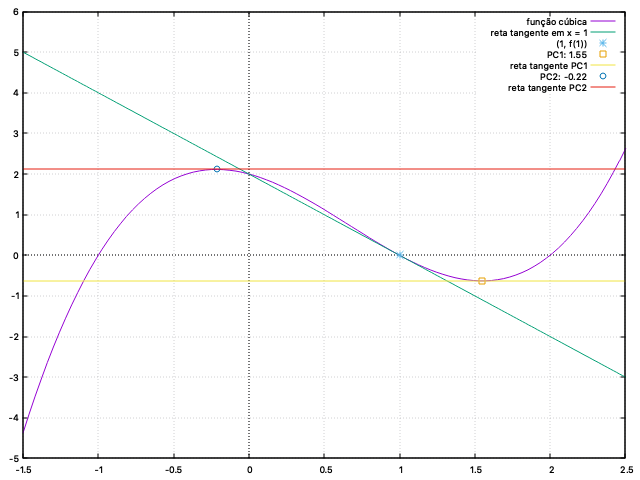 função cúbica
reta tangente em x = 1
(1, f(1))
PC1: 1.55
reta tangente PC1
PC2: -0.22
reta tangente PC2
6
5
4
3
2
1
0
-1
-2
-3
-4
-5
-1.5 -1 -0.5 0 0.5 1 1.5 2 2.5